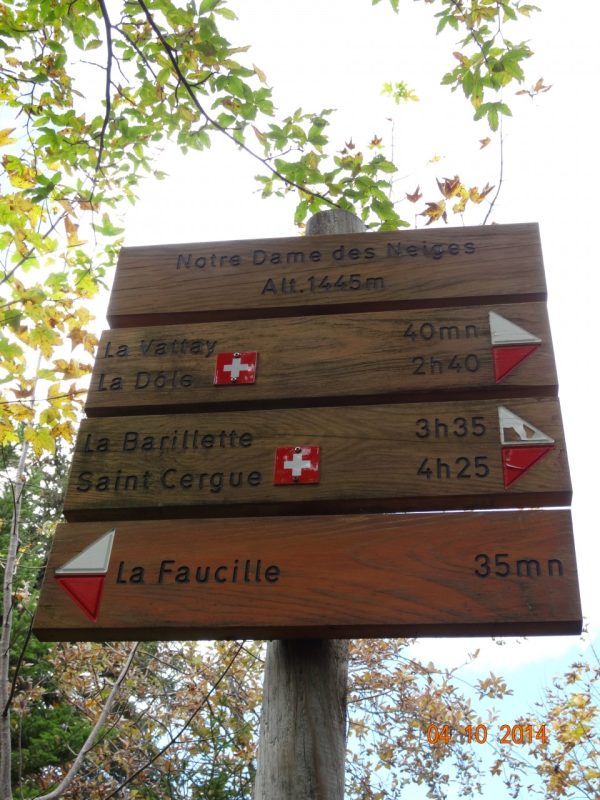 Notre Dame des Neiges
Alt.1445m
La Vattay 40mn
La Dôle 2h40
La Barillette 3h35
Saint Cergue 4h25
La Faucille 35mn
04.10.2014